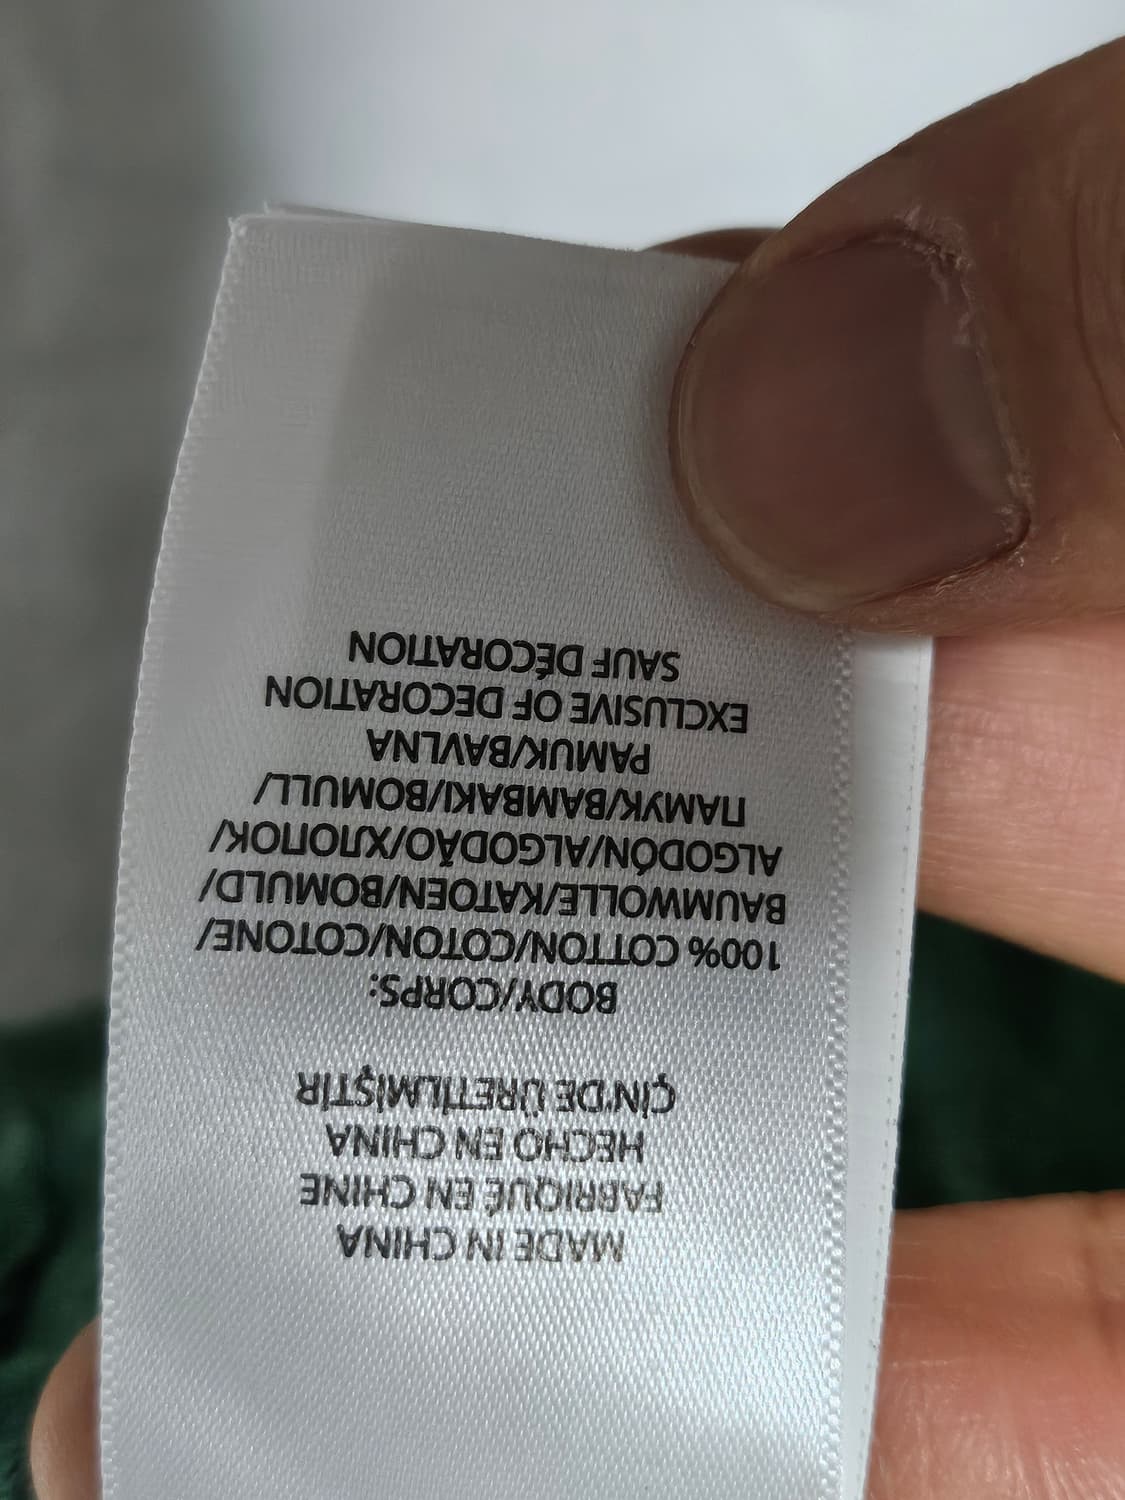 MADE IN CHINA
FABRIQUÉ EN CHINE
HECHO EN CHINA
ÇİN'DE ÜRETİLMİŞTİR
BODY/CORPS:
100% COTTON/COTON/COTONE/
BAUMWOLLE/KATOEN/BOMULD/
ALGODÓN/ALGODÃO/ХЛОПОК/
ПАМУК/BAMBAKI/BOMULL/
PAMUK/BAVLNA
EXCLUSIVE OF DECORATION
SAUF DÉCORATION